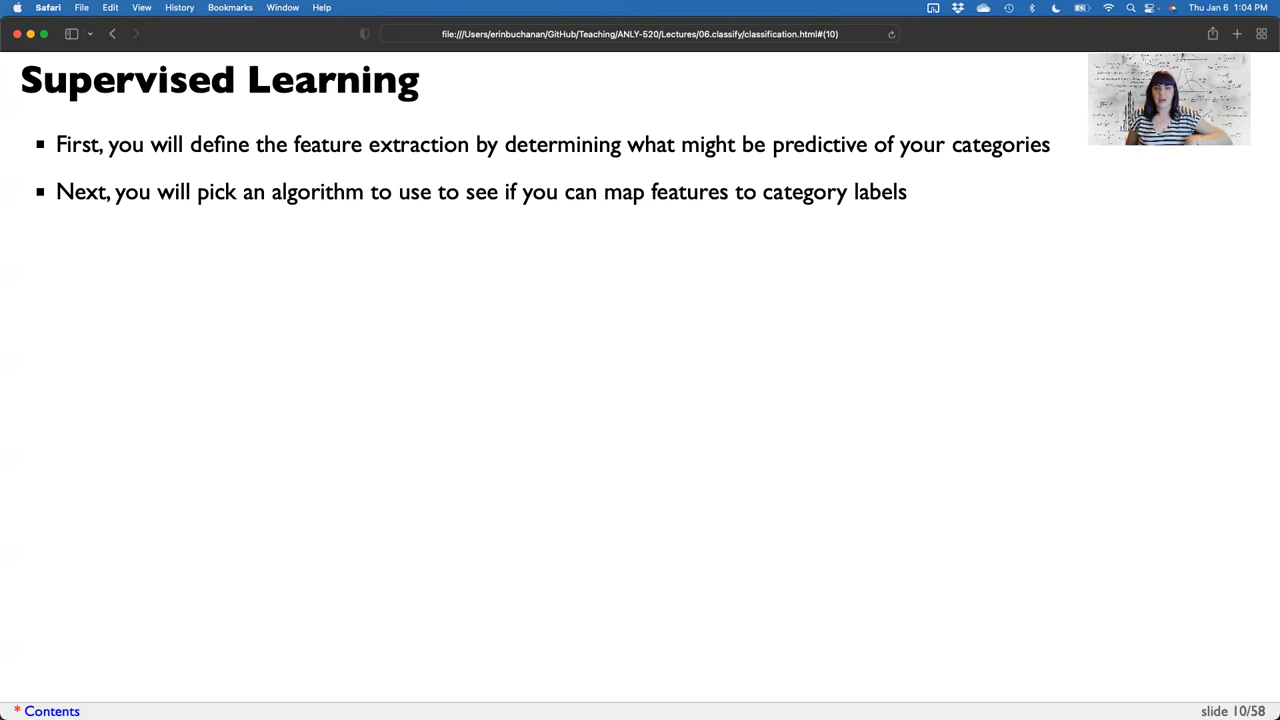 Safari File Edit View History Bookmarks Window Help Thu Jan 6 1:04 PM
file:///Users/erinbuchanan/GitHub/Teaching/ANLY-520/Lectures/06.classify/classification.html#(10)
Supervised Learning
First, you will define the feature extraction by determining what might be predictive of your categories
Next, you will pick an algorithm to use to see if you can map features to category labels
* Contents slide 10/58